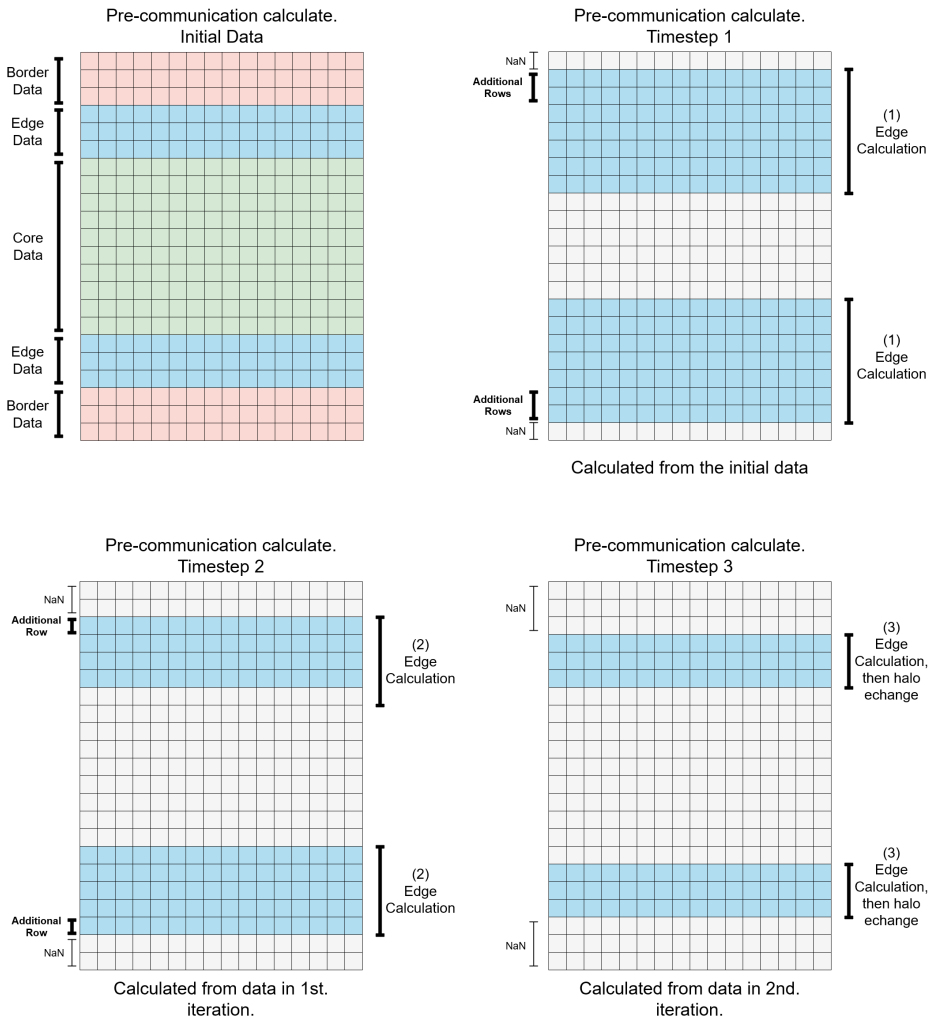 Pre-communication calculate.
Initial Data
Border
Data
Edge
Data
Core
Data
Edge
Data
Border
Data
Pre-communication calculate.
Timestep 1
NaN
Additional
Rows
(1)
Edge
Calculation
(1)
Edge
Calculation
Additional
Rows
NaN
Calculated from the initial data
Pre-communication calculate.
Timestep 2
NaN
Additional
Row
(2)
Edge
Calculation
(2)
Edge
Calculation
Additional
Row
NaN
Calculated from data in 1st.
iteration.
Pre-communication calculate.
Timestep 3
NaN
(3)
Edge
Calculation,
then halo
echange
(3)
Edge
Calculation,
then halo
echange
NaN
Calculated from data in 2nd.
iteration.